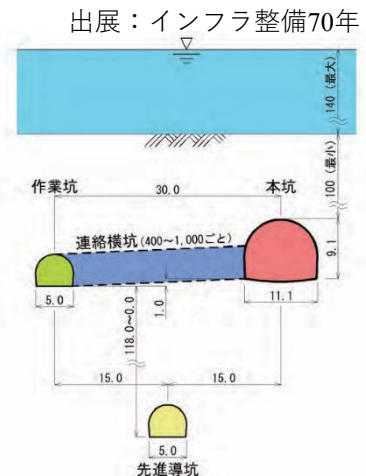 出展：インフラ整備70年
140 (最大)
100 (最小)
作業坑
30.0
本坑
連絡横坑 (400～1,000ごと)
9.1
5.0
1.0
11.1
118.0~0.0
15.0
15.0
5.0
先進導坑